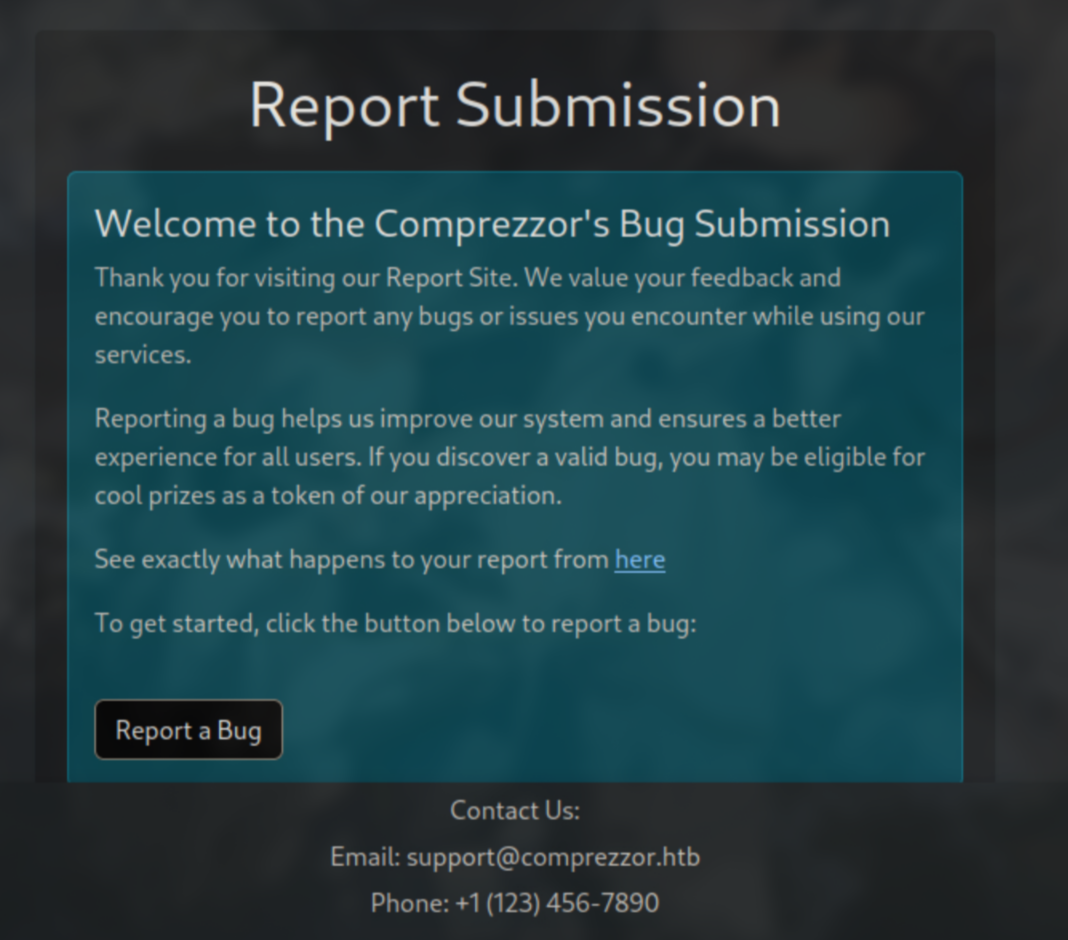 Report Submission
Welcome to the Comprezzor's Bug Submission
Thank you for visiting our Report Site. We value your feedback and
encourage you to report any bugs or issues you encounter while using our
services.
Reporting a bug helps us improve our system and ensures a better
experience for all users. If you discover a valid bug, you may be eligible for
cool prizes as a token of our appreciation.
See exactly what happens to your report from here
To get started, click the button below to report a bug:
Report a Bug
Contact Us:
Email: support@comprezzor.htb
Phone: +1 (123) 456-7890